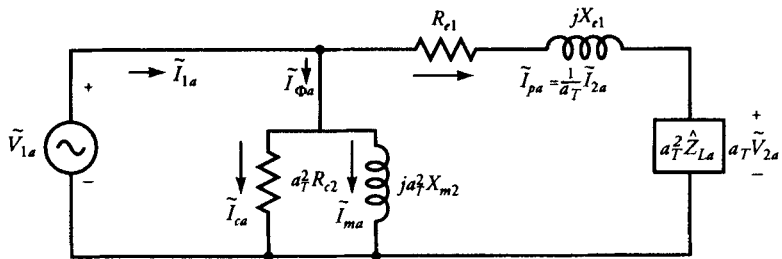 R_{e1}
jX_{e1}
+
Ĩ_{1a}
Ĩ_{Φa}
Ĩ_{pa} = \frac{1}{a_T} Ĩ_{2a}
Ṽ_{1a}
−
+
a_T^2 Ẑ_{La}
a_T Ṽ_{2a}
−
a_T^2 R_{c2}
ja_T^2 X_{m2}
Ĩ_{ca}
Ĩ_{ma}